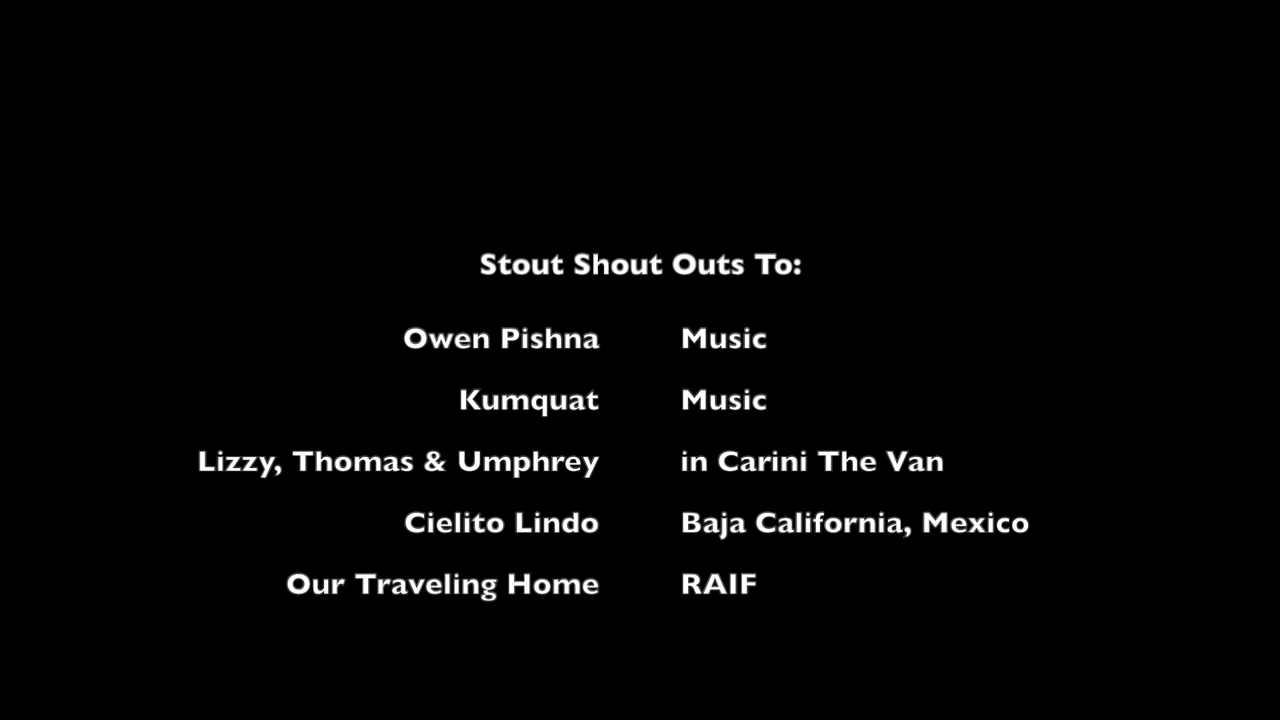 Stout Shout Outs To:
Owen Pishna Music
Kumquat Music
Lizzy, Thomas & Umphrey in Carini The Van
Cielito Lindo Baja California, Mexico
Our Traveling Home RAIF